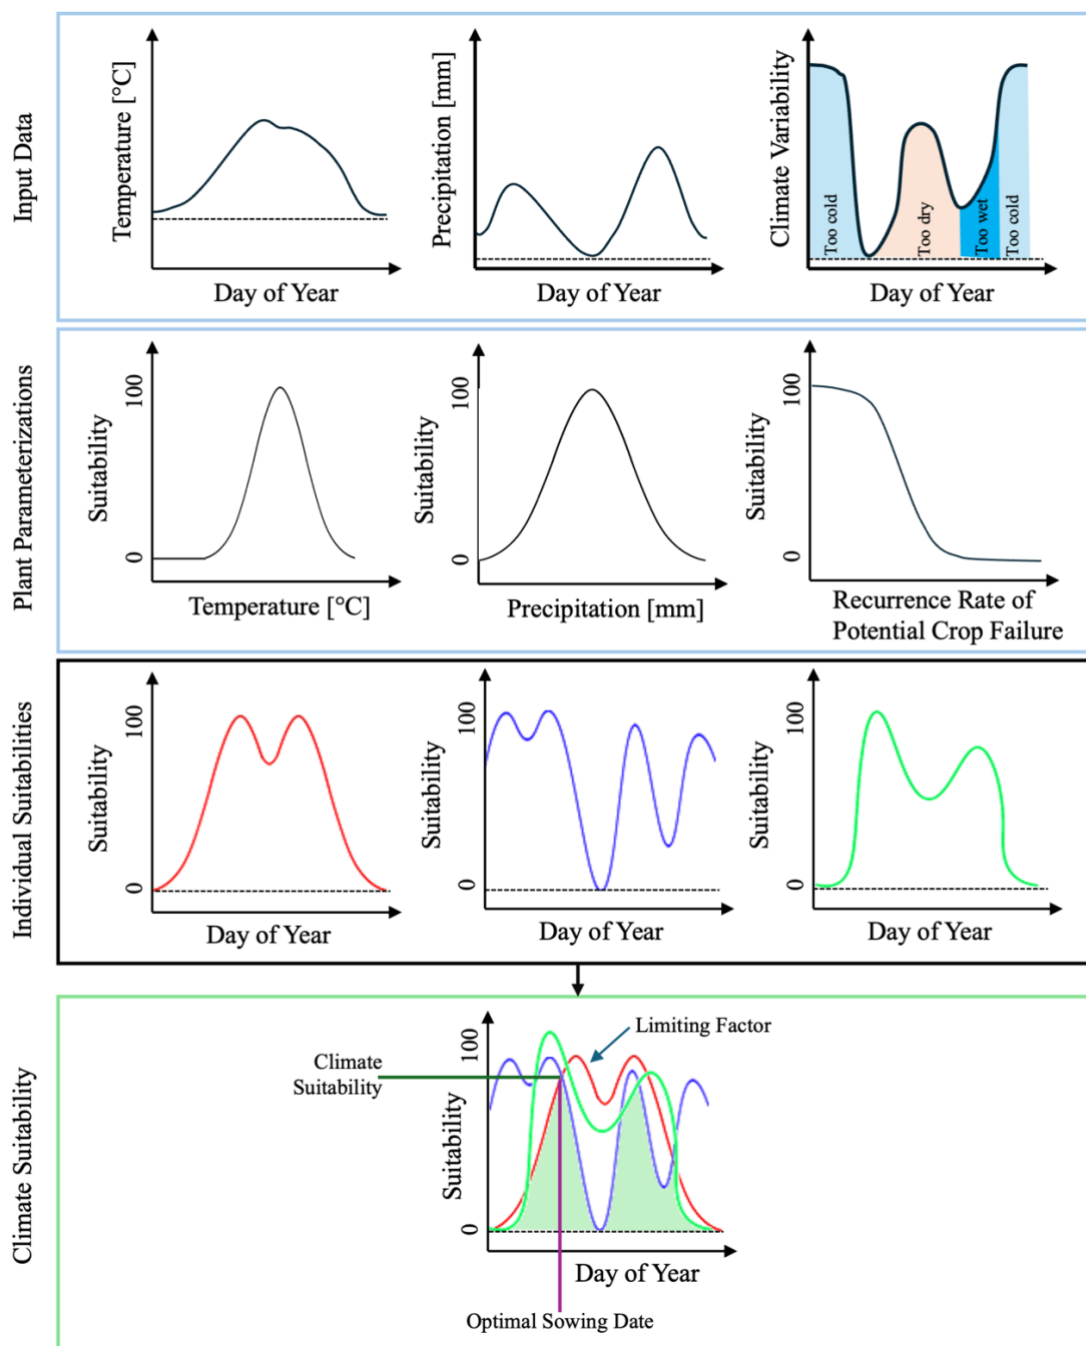 Input Data
Temperature [°C]
Day of Year
Precipitation [mm]
Day of Year
Climate Variability
Too cold
Too dry
Too wet
Too cold
Day of Year
Plant Parameterizations
Suitability
100
0
Temperature [°C]
Suitability
100
0
Precipitation [mm]
Suitability
100
0
Recurrence Rate of
Potential Crop Failure
Individual Suitabilities
Suitability
100
0
Day of Year
Suitability
100
0
Day of Year
Suitability
100
0
Day of Year
Climate Suitability
Climate
Suitability
Limiting Factor
Suitability
100
0
Day of Year
Optimal Sowing Date